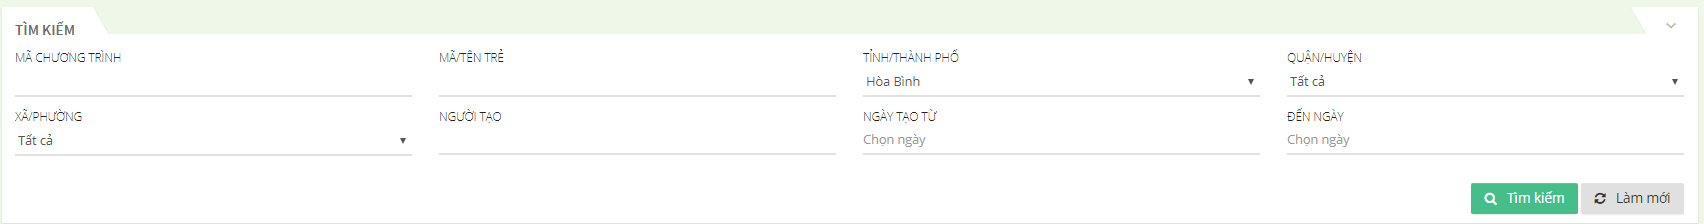 TÌM KIẾM
MÃ CHƯƠNG TRÌNH
MÃ/TÊN TRẺ
TỈNH/THÀNH PHỐ
QUẬN/HUYỆN
Hòa Bình
Tất cả
XÃ/PHƯỜNG
NGƯỜI TẠO
NGÀY TẠO TỪ
ĐẾN NGÀY
Tất cả
Chọn ngày
Chọn ngày
Tìm kiếm
Làm mới